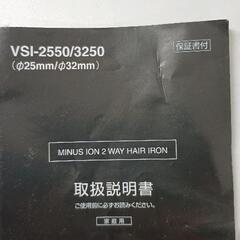 VSI-2550/3250
(φ25mm/φ32mm)
保証書付
MINUS ION 2 WAY HAIR IRON
取扱説明書
ご使用前に必ずお読みください。
家庭用